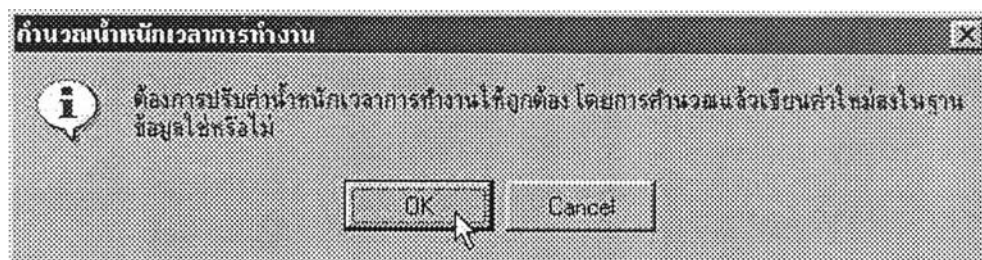 คำนวณน้ำหนักเวลาการทำงาน
ต้องการปรับค่าน้ำหนักเวลาการทำงานให้ถูกต้อง โดยการคำนวณแล้วเขียนค่าใหม่ลงในฐาน
ข้อมูลใช่หรือไม่
OK Cancel